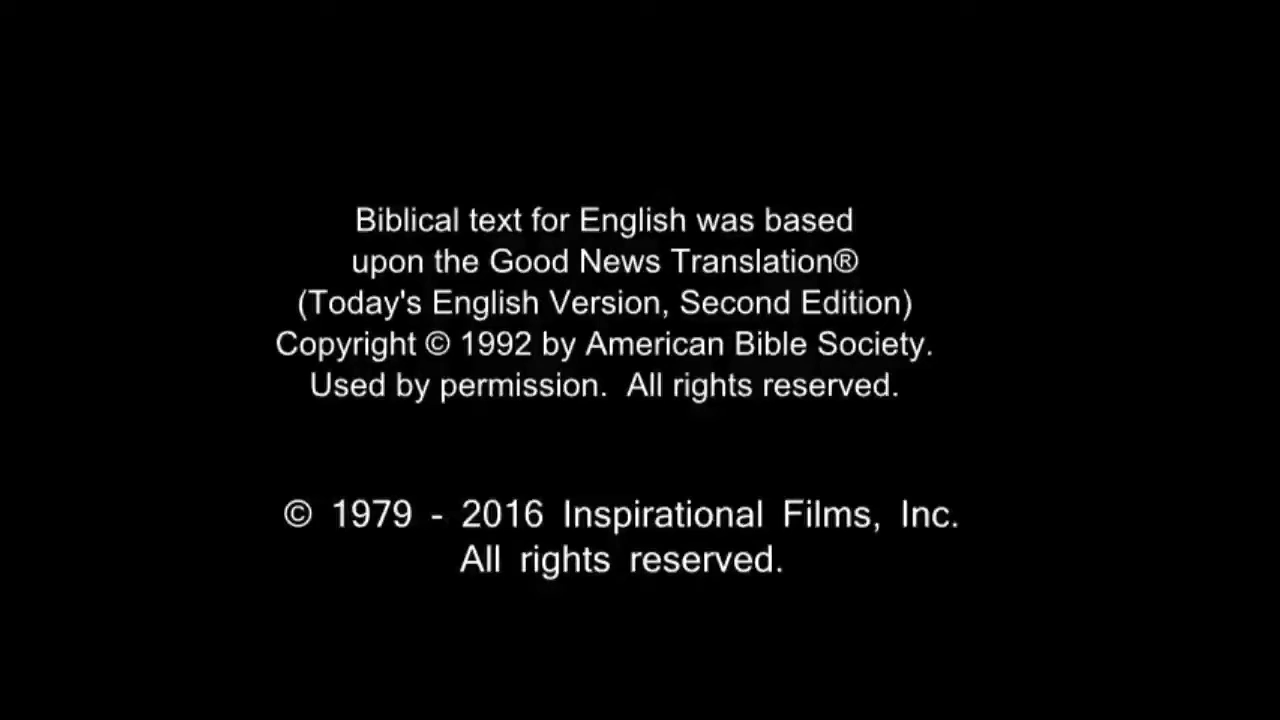 Biblical text for English was based
upon the Good News Translation®
(Today's English Version, Second Edition)
Copyright © 1992 by American Bible Society.
Used by permission.  All rights reserved.
© 1979 - 2016 Inspirational Films, Inc.
All rights reserved.